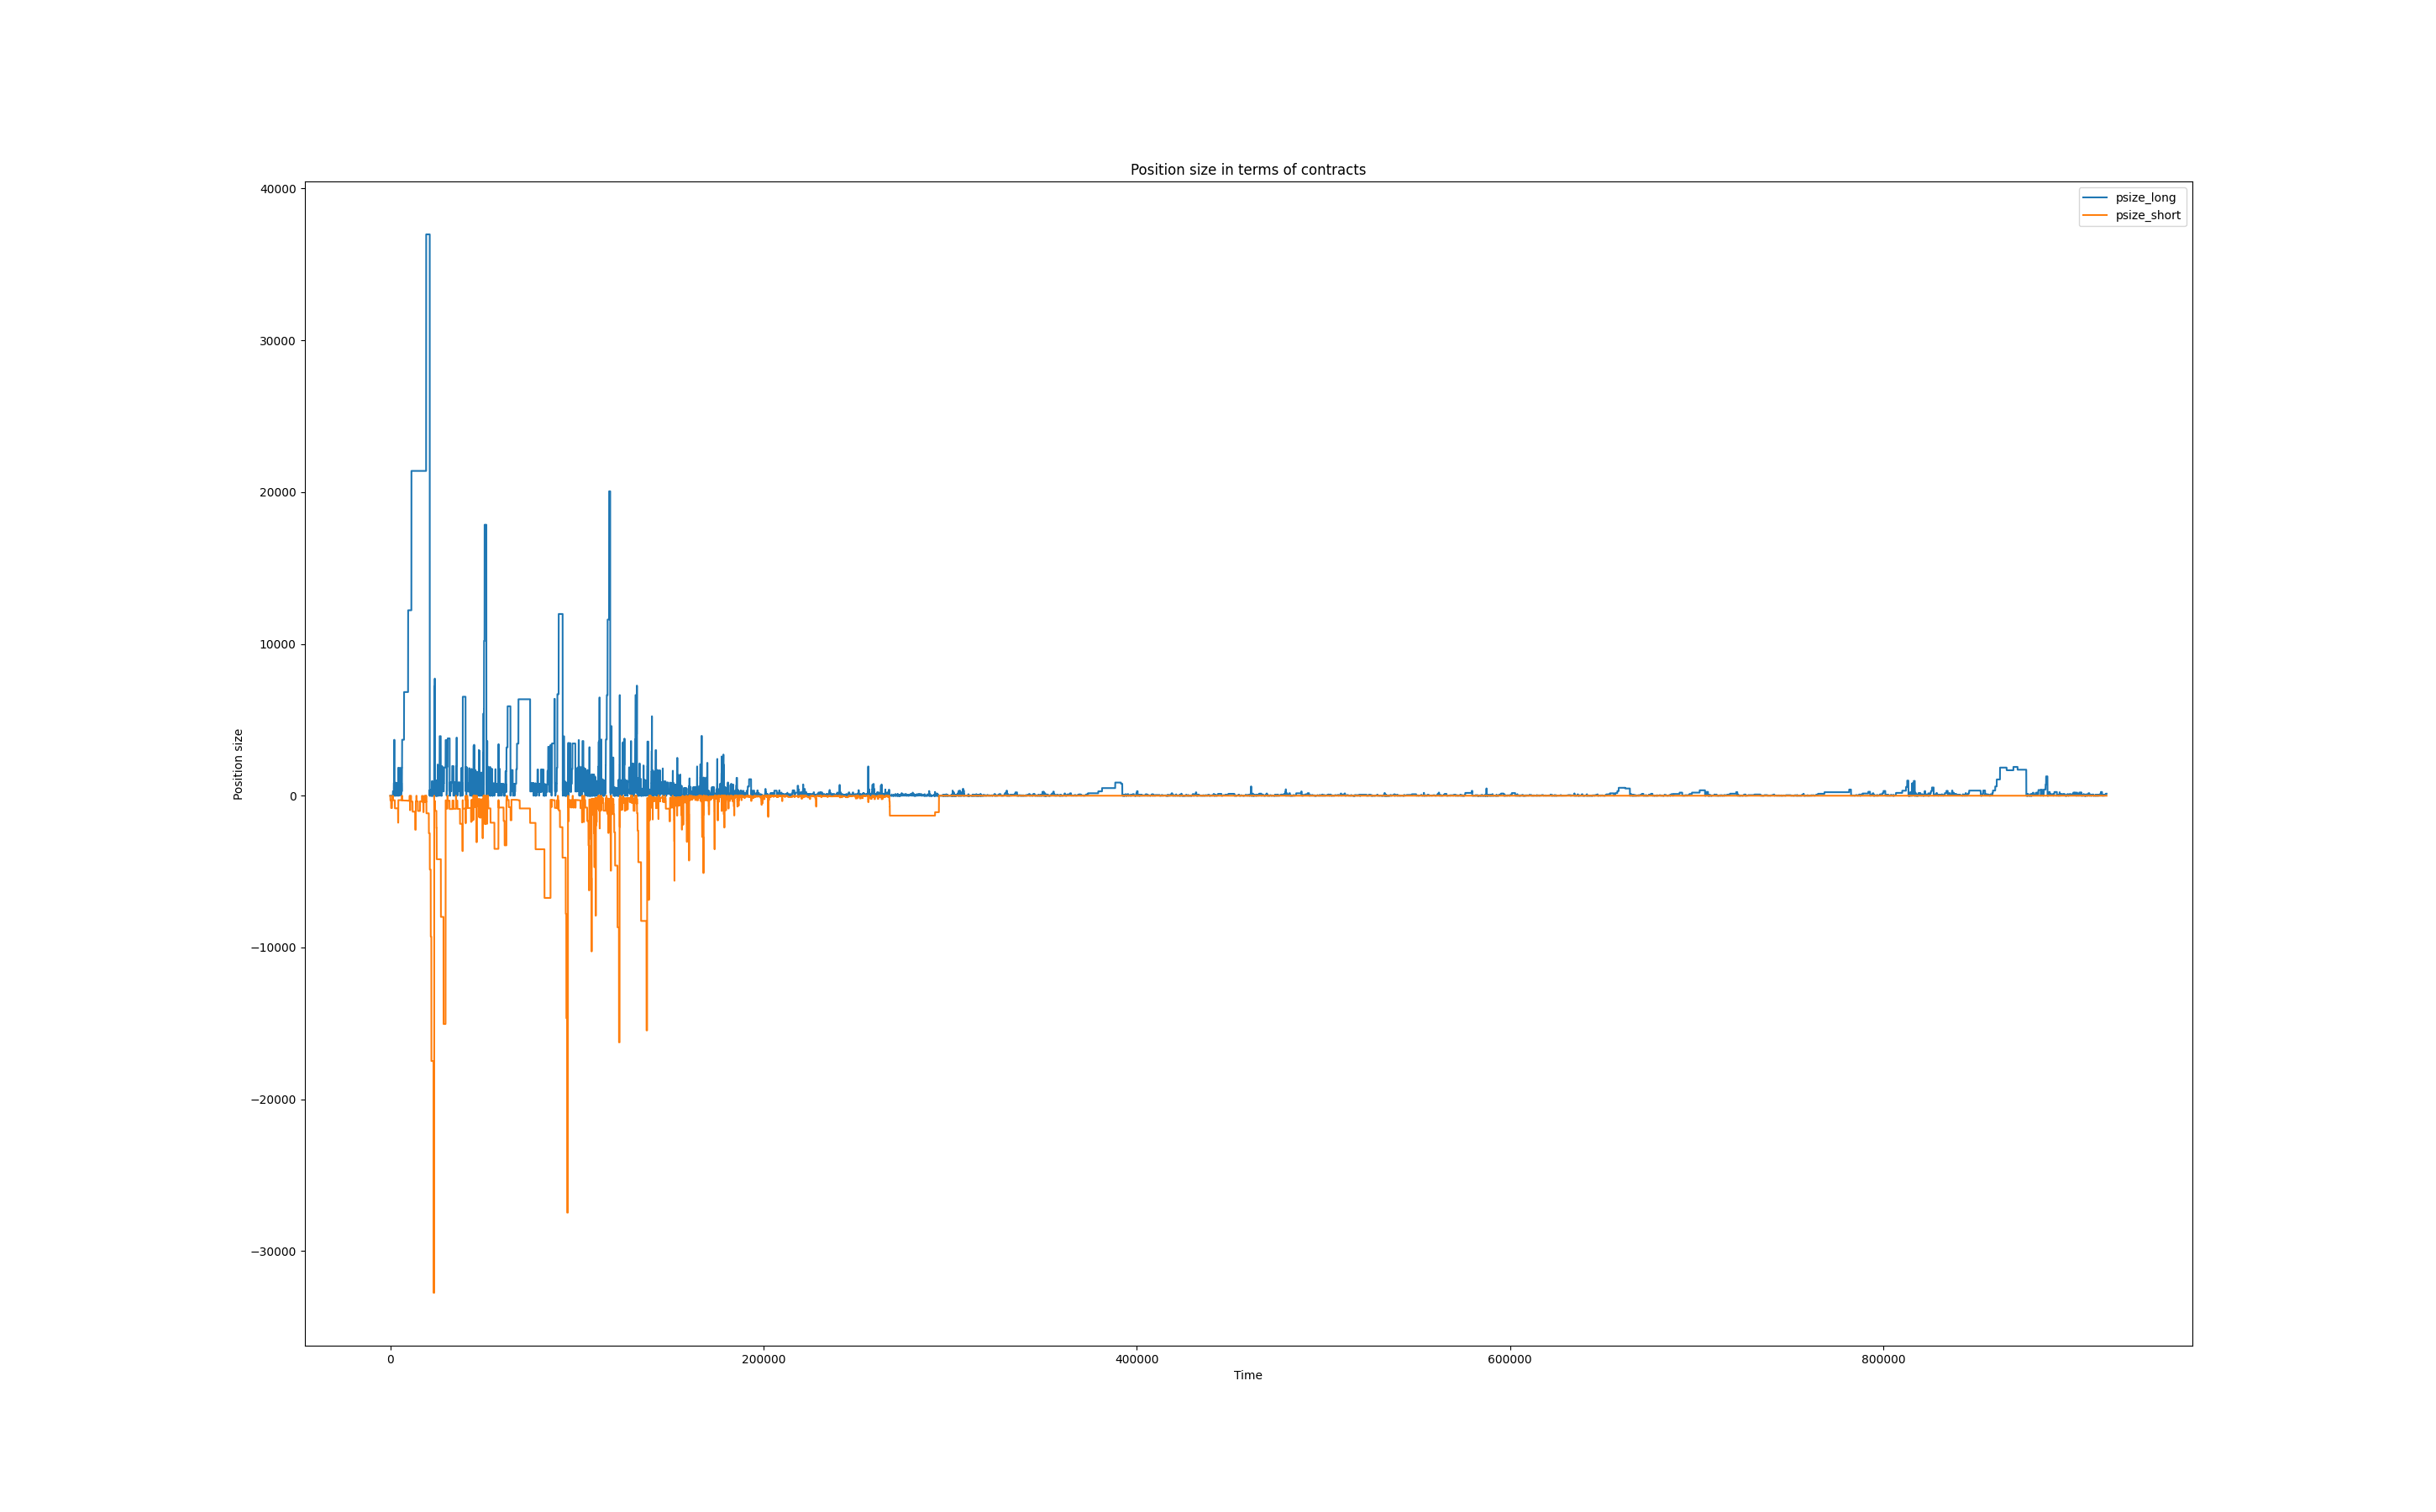 Position size in terms of contracts
psize_long
psize_short
40000
30000
20000
10000
0
−10000
−20000
−30000
Position size
0
200000
400000
600000
800000
Time